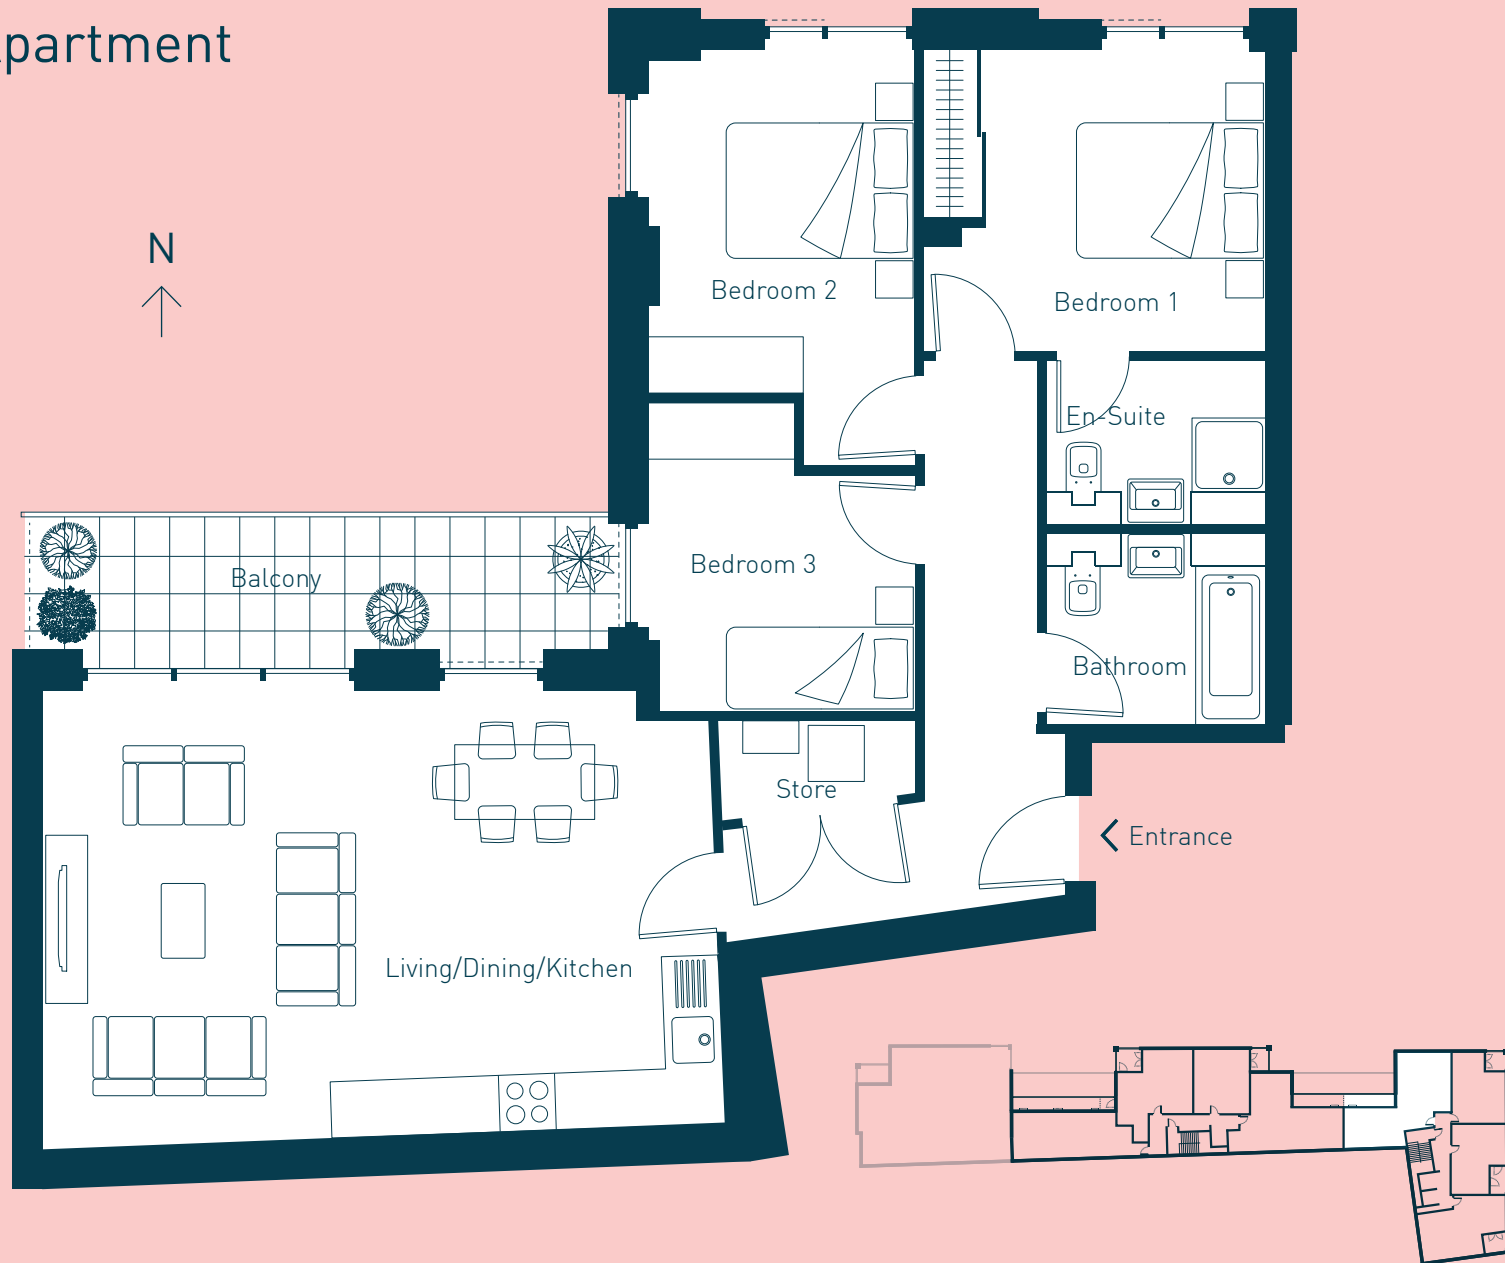 partment
N
Bedroom 2
Bedroom 1
En-Suite
Bedroom 3
Balcony
Bathroom
Store
Entrance
Living/Dining/Kitchen